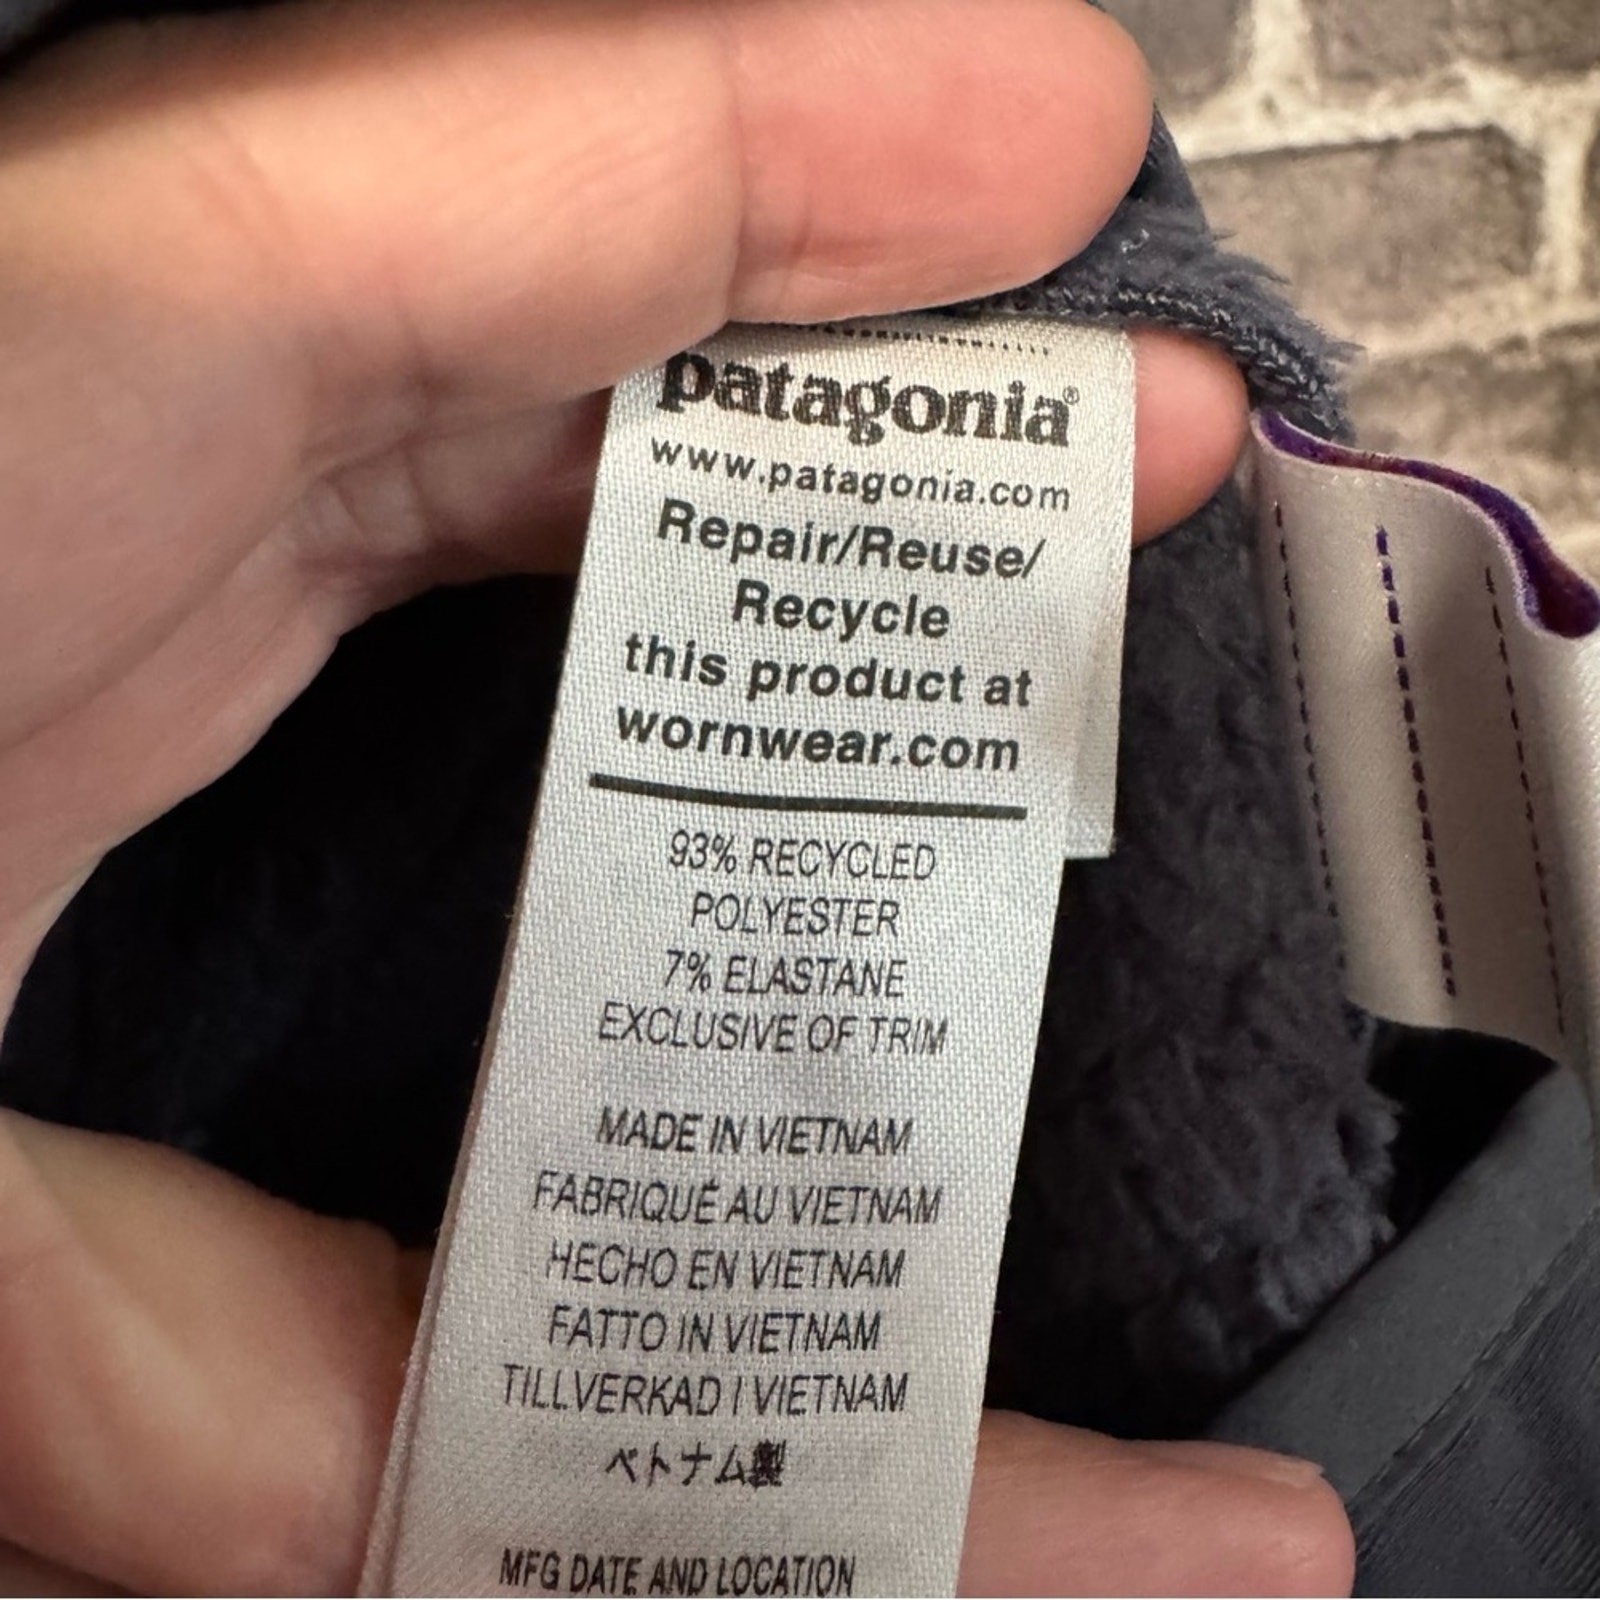 patagonia®
www.patagonia.com
Repair/Reuse/
Recycle
this product at
wornwear.com
93% RECYCLED
POLYESTER
7% ELASTANE
EXCLUSIVE OF TRIM
MADE IN VIETNAM
FABRIQUÉ AU VIETNAM
HECHO EN VIETNAM
FATTO IN VIETNAM
TILLVERKAD I VIETNAM
ベトナム製
MFG DATE AND LOCATION